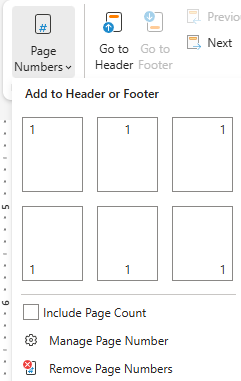 Page
Numbers
Go to
Header
Go to
Footer
Previo
Next
Add to Header or Footer
1 1 1
1 1 1
5
6
Include Page Count
Manage Page Number
Remove Page Numbers